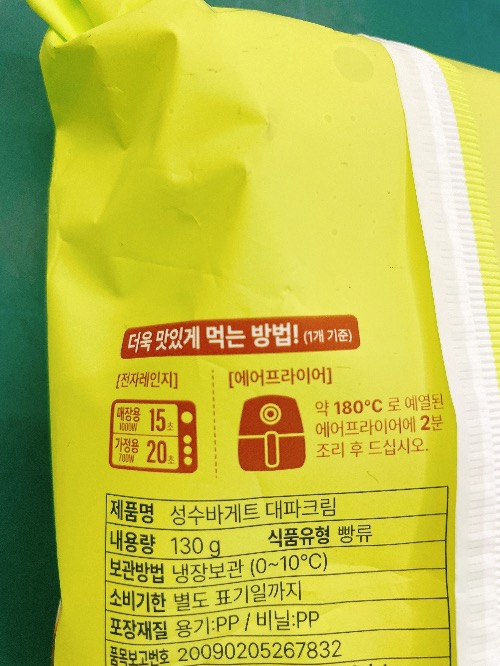 더욱 맛있게 먹는 방법! (1개 기준)
[전자레인지]
매장용 1000W 15초
가정용 700W 20초
[에어프라이어]
약 180°C 로 예열된
에어프라이어에 2분
조리 후 드십시오.
제품명 성수바게트 대파크림
내용량 130 g 식품유형 빵류
보관방법 냉장보관 (0~10°C)
소비기한 별도 표기일까지
포장재질 용기:PP / 비닐:PP
품목보고번호 20090205267832